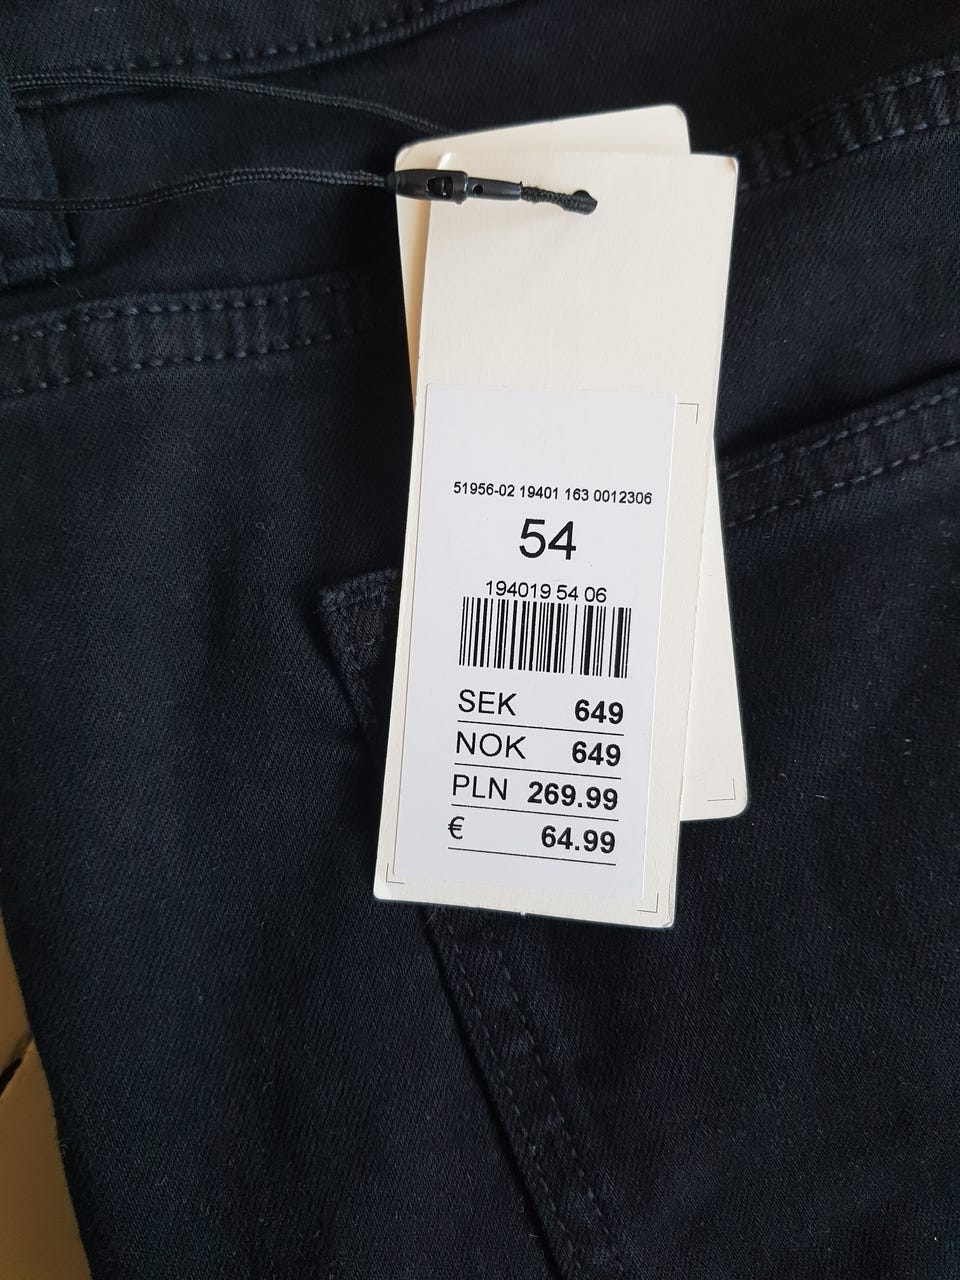 51956-02 19401 163 0012306
54
194019 54 06
SEK 649
NOK 649
PLN 269.99
€ 64.99